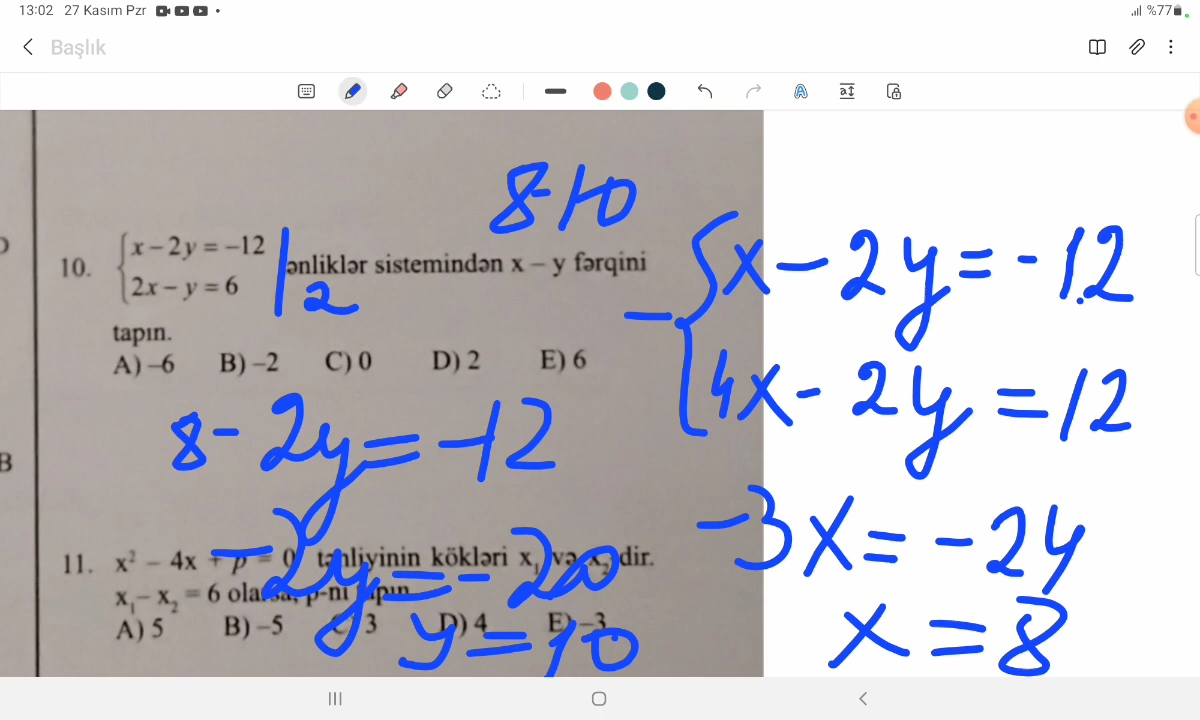 13:02 27 Kasım Pzr
%77
Başlık
8-10
10. x – 2y = –12
2x – y = 6
ənliklər sistemindən x – y fərqini
2
tapın.
A) –6 B) –2 C) 0 D) 2 E) 6
x - 2y = -12
4x - 2y = 12
-3x = -24
x = 8
8 - 2y = -12
-2y = -20
y = 10
B
11. x² – 4x + p = 0 tənliyinin kökləri x₁ və x₂ dir.
x₁ – x₂ = 6 olarsa, p-ni tapın.
A) 5 B) –5 C) 3 D) 4 E) –3